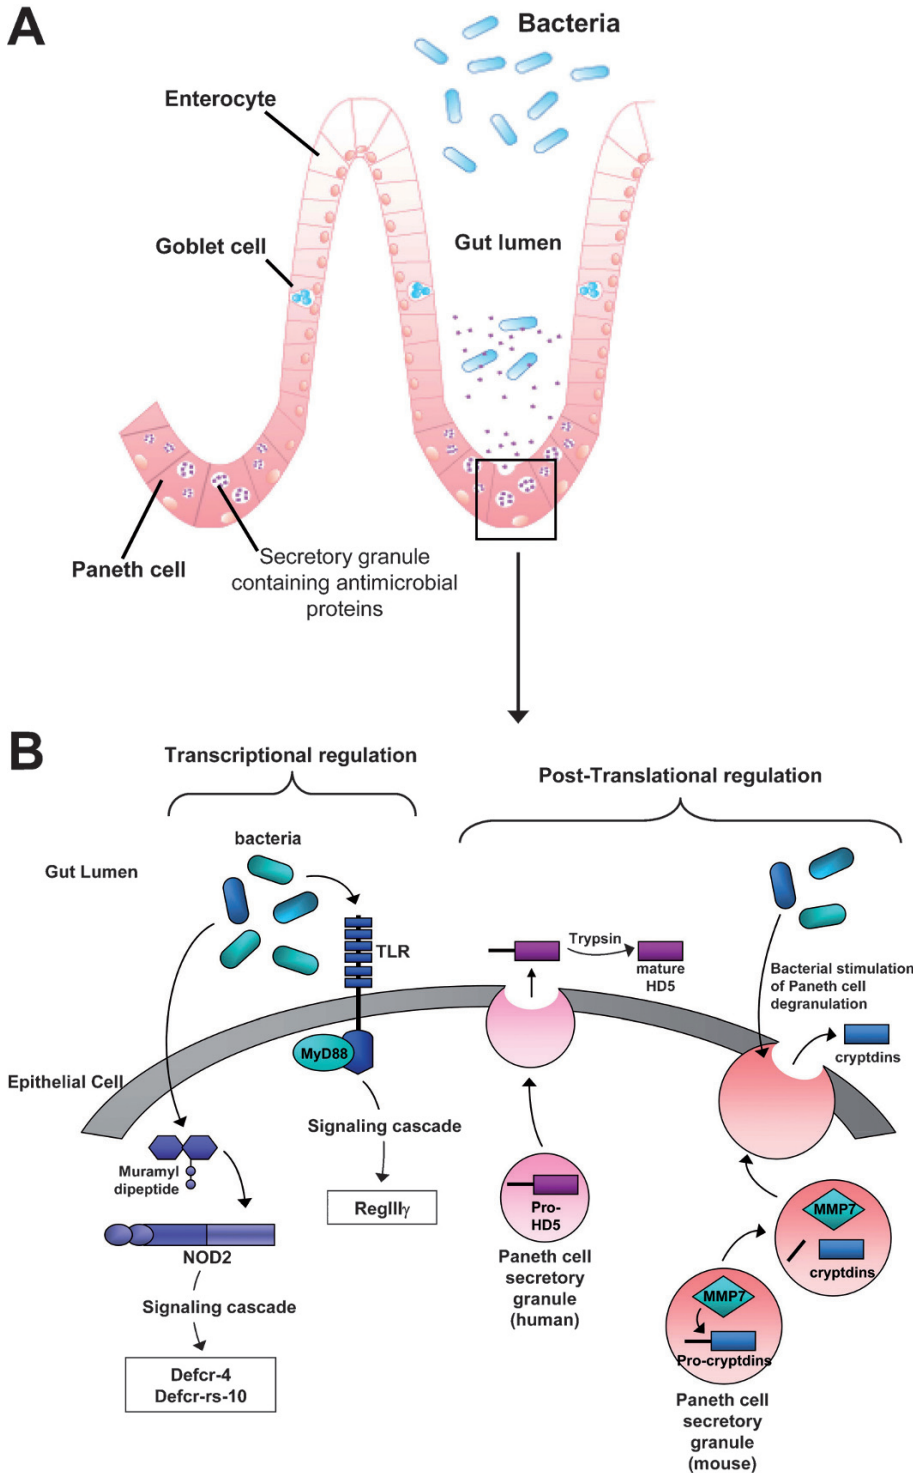 A
Bacteria
Enterocyte
Goblet cell
Gut lumen
Paneth cell
Secretory granule
containing antimicrobial
proteins
B
Transcriptional regulation
Post-Translational regulation
bacteria
Gut Lumen
TLR
Trypsin
mature
HD5
Bacterial stimulation
of Paneth cell
degranulation
MyD88
cryptdins
Epithelial Cell
Signaling cascade
Muramyl
dipeptide
RegIIIγ
Pro-
HD5
NOD2
Paneth cell
secretory
granule
(human)
MMP7
cryptdins
Signaling cascade
MMP7
Pro-cryptdins
Defcr-4
Defcr-rs-10
Paneth cell
secretory
granule
(mouse)